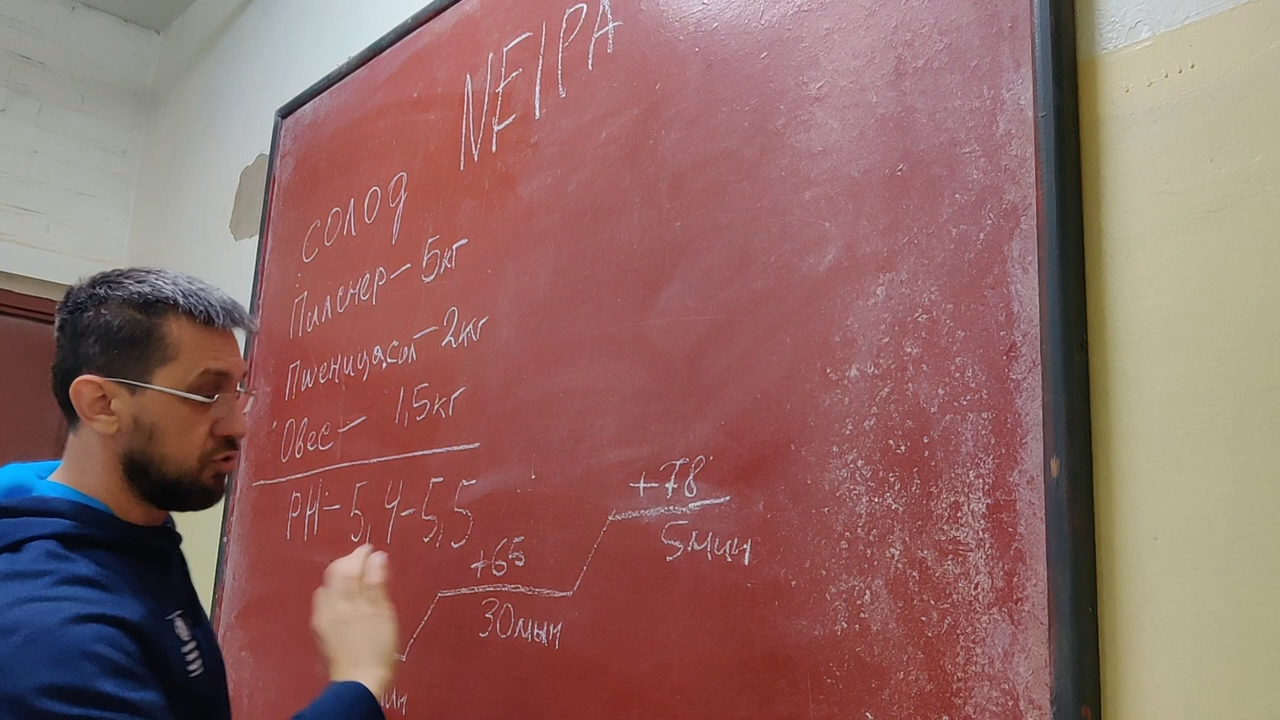 NEIPA
СОЛОД
Пилснер - 5кг
Пшеница сол - 2кг
Овес - 1,5кг
PH - 5,4-5,5
+78
5мин
+65
30мин
ин